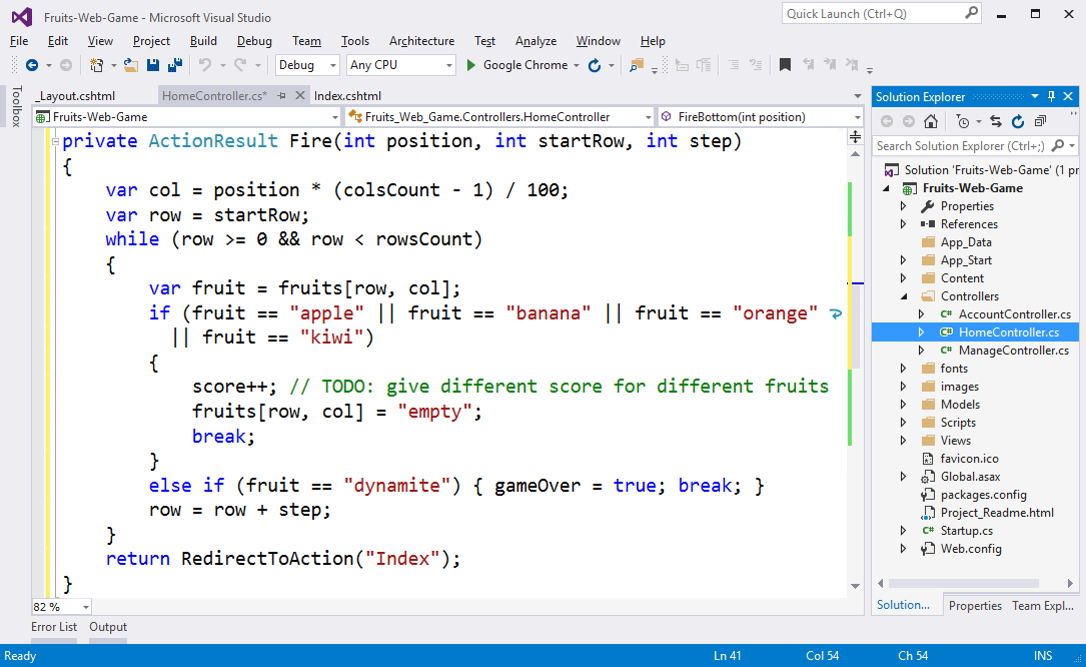 Fruits-Web-Game - Microsoft Visual Studio
Quick Launch (Ctrl+Q)
File Edit View Project Build Debug Team Tools Architecture Test Analyze Window Help
Debug Any CPU Google Chrome
Toolbox
_Layout.cshtml HomeController.cs* Index.cshtml
Fruits-Web-Game Fruits_Web_Game.Controllers.HomeController FireBottom(int position)
private ActionResult Fire(int position, int startRow, int step)
{
var col = position * (colsCount - 1) / 100;
var row = startRow;
while (row >= 0 && row < rowsCount)
{
var fruit = fruits[row, col];
if (fruit == "apple" || fruit == "banana" || fruit == "orange"
|| fruit == "kiwi")
{
score++; // TODO: give different score for different fruits
fruits[row, col] = "empty";
break;
}
else if (fruit == "dynamite") { gameOver = true; break; }
row = row + step;
}
return RedirectToAction("Index");
}
82 %
Error List Output
Solution Explorer
Search Solution Explorer (Ctrl+;)
Solution 'Fruits-Web-Game' (1 pr
Fruits-Web-Game
Properties
References
App_Data
App_Start
Content
Controllers
C# AccountController.cs
C# HomeController.cs
C# ManageController.cs
fonts
images
Models
Scripts
Views
favicon.ico
Global.asax
packages.config
Project_Readme.html
C# Startup.cs
Web.config
Solution... Properties Team Expl...
Ready Ln 41 Col 54 Ch 54 INS